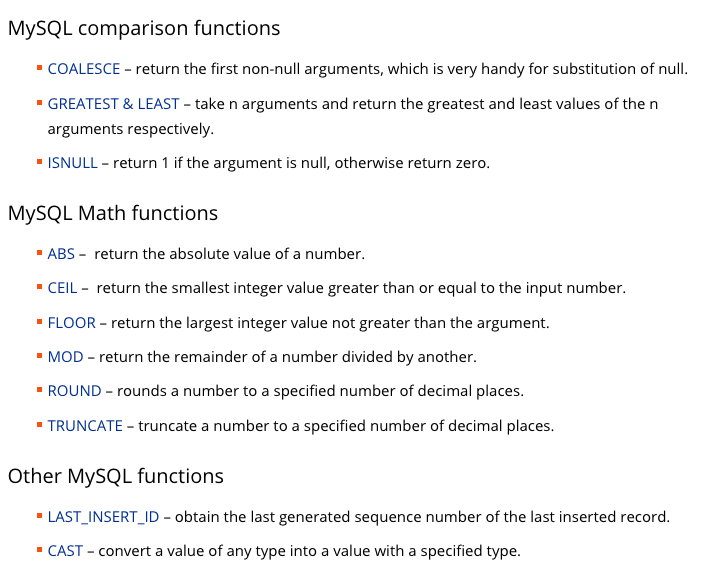 MySQL comparison functions
COALESCE – return the first non-null arguments, which is very handy for substitution of null.
GREATEST & LEAST – take n arguments and return the greatest and least values of the n
arguments respectively.
ISNULL – return 1 if the argument is null, otherwise return zero.
MySQL Math functions
ABS –  return the absolute value of a number.
CEIL –  return the smallest integer value greater than or equal to the input number.
FLOOR – return the largest integer value not greater than the argument.
MOD – return the remainder of a number divided by another.
ROUND – rounds a number to a specified number of decimal places.
TRUNCATE – truncate a number to a specified number of decimal places.
Other MySQL functions
LAST_INSERT_ID – obtain the last generated sequence number of the last inserted record.
CAST – convert a value of any type into a value with a specified type.